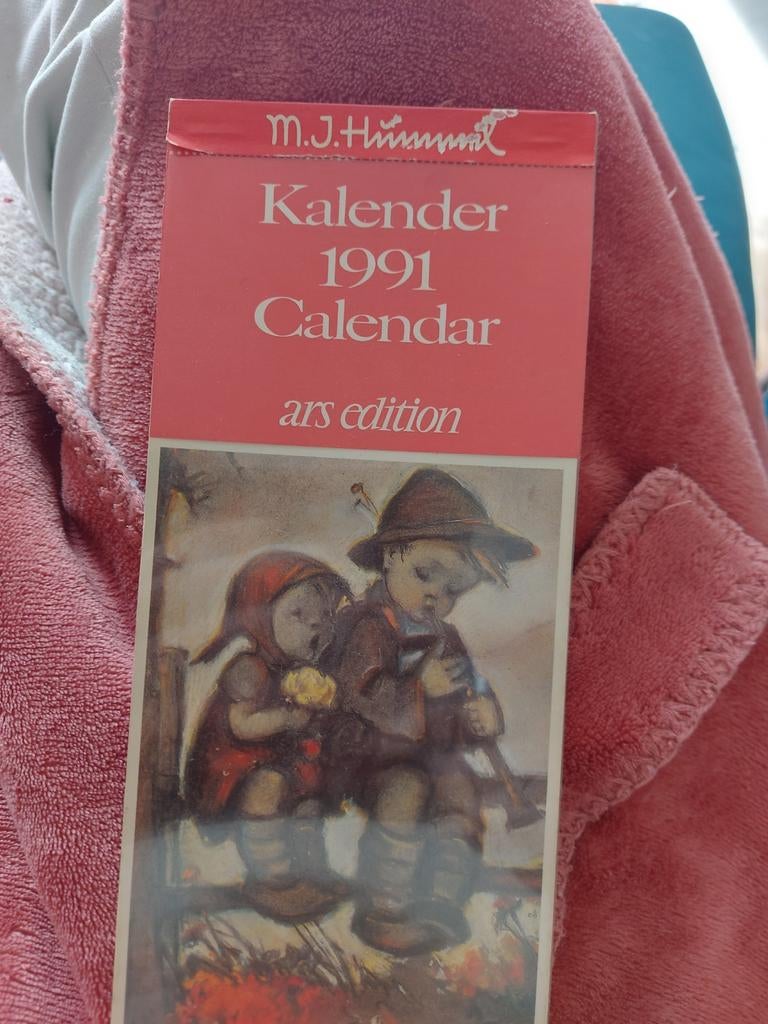 M.J.Hummel
Kalender
1991
Calendar
ars edition